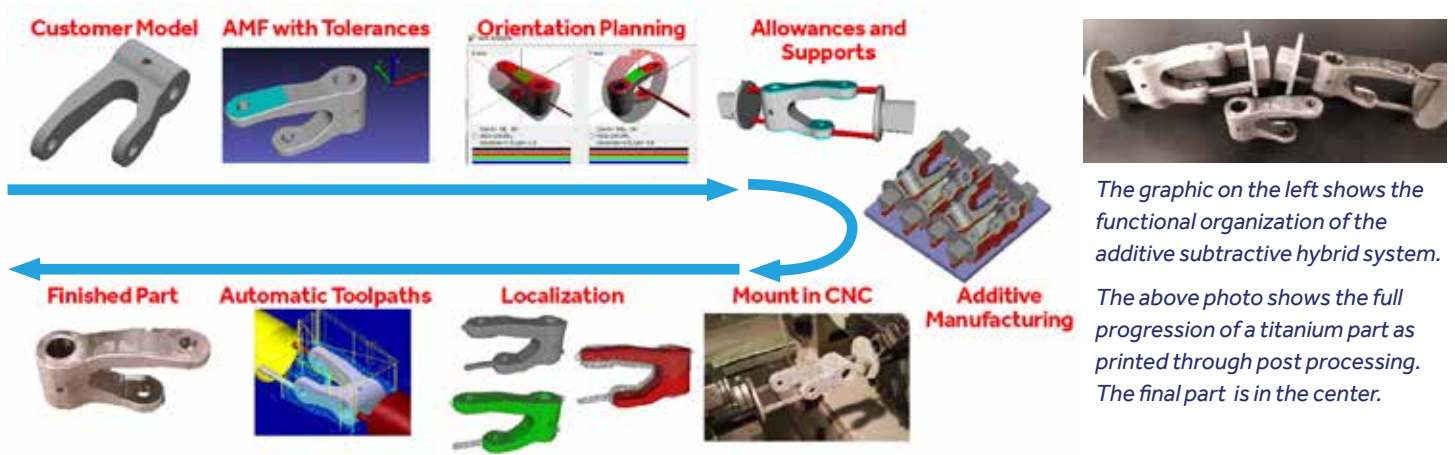 Customer Model
AMF with Tolerances
Orientation Planning
Allowances and
Supports
Additive
Manufacturing
Mount in CNC
Localization
Automatic Toolpaths
Finished Part
The graphic on the left shows the
functional organization of the
additive subtractive hybrid system.
The above photo shows the full
progression of a titanium part as
printed through post processing.
The final part is in the center.